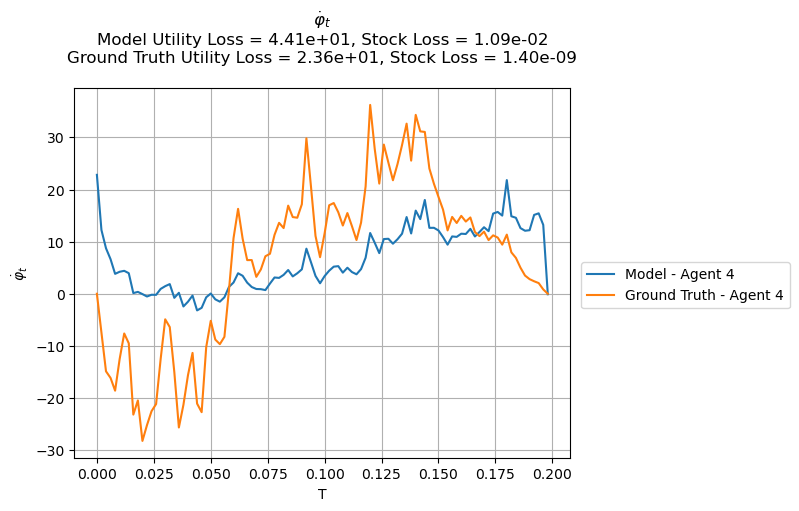 φ̇ₜ
Model Utility Loss = 4.41e+01, Stock Loss = 1.09e-02
Ground Truth Utility Loss = 2.36e+01, Stock Loss = 1.40e-09
30
20
10
0
−10
−20
−30
φ̇ₜ
0.000 0.025 0.050 0.075 0.100 0.125 0.150 0.175 0.200
T
Model - Agent 4
Ground Truth - Agent 4